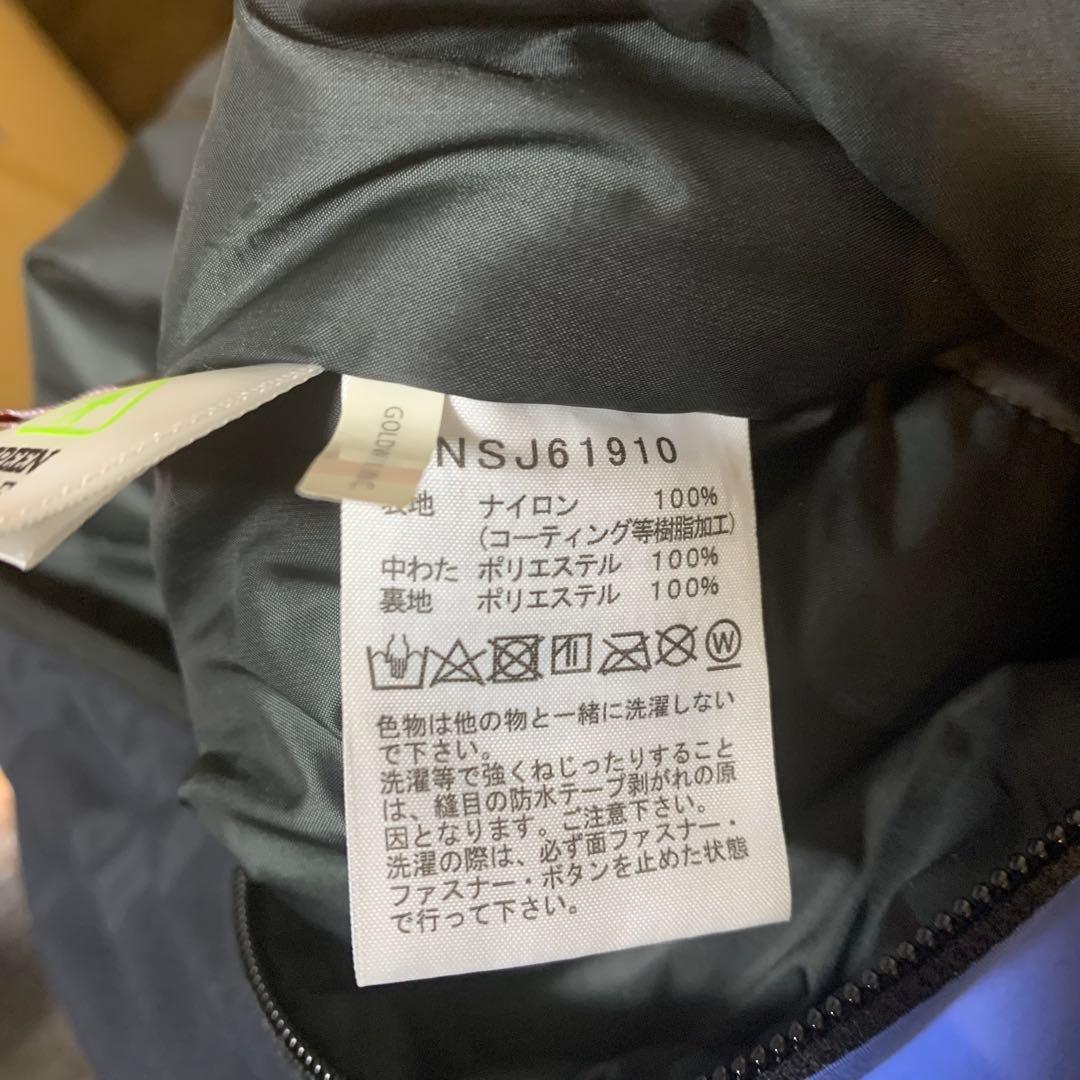 GOLDWIN INC
NSJ61910
表地 ナイロン 100%
(コーティング等樹脂加工)
中わた ポリエステル 100%
裏地 ポリエステル 100%
W
色物は他の物と一緒に洗濯しない
で下さい。
洗濯等で強くねじったりすること
は、縫目の防水テープ剥がれの原
因となります。ご注意下さい。
洗濯の際は、必ず面ファスナー・
ファスナー・ボタンを止めた状態
で行って下さい。